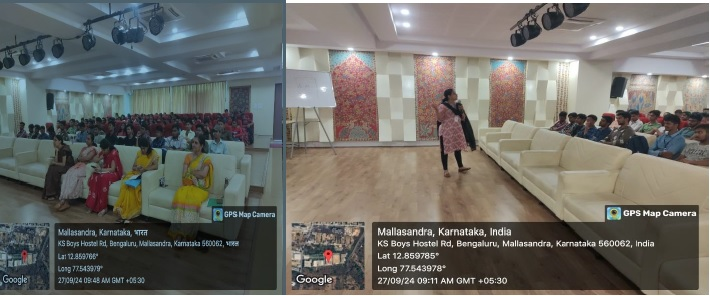 GPS Map Camera
Mallasandra, Karnataka, भारत
KS Boys Hostel Rd, Bengaluru, Mallasandra, Karnataka 560062, भारत
Lat 12.859766°
Long 77.543979°
27/09/24 09:48 AM GMT +05:30
Google
GPS Map Camera
Mallasandra, Karnataka, India
KS Boys Hostel Rd, Bengaluru, Mallasandra, Karnataka 560062, India
Lat 12.859785°
Long 77.543978°
27/09/24 09:11 AM GMT +05:30
Google